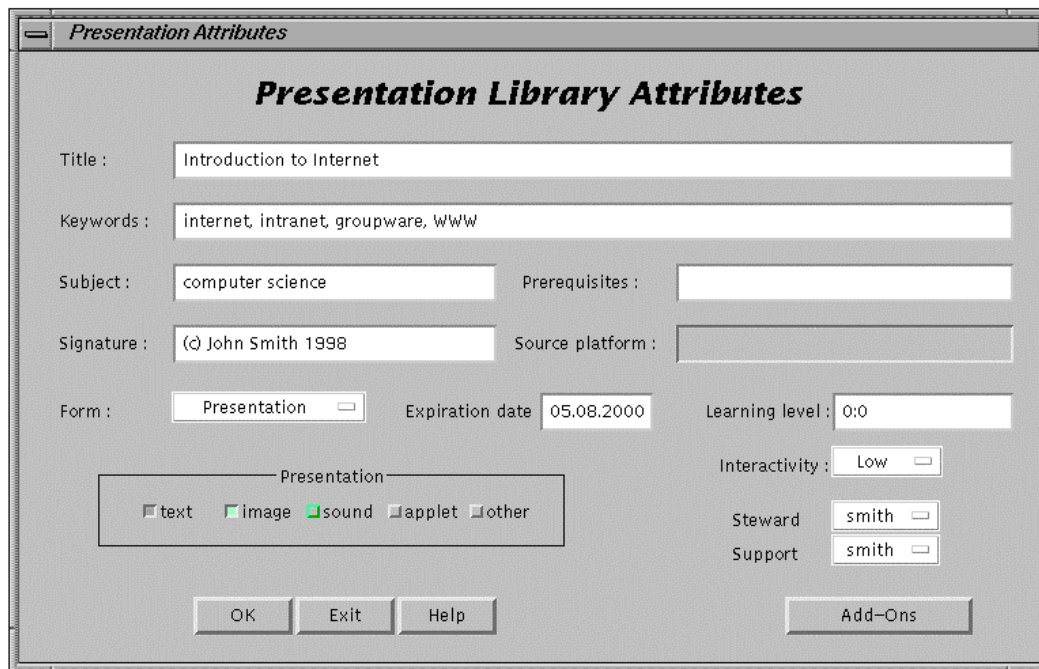 Presentation Attributes
Presentation Library Attributes
Title : Introduction to Internet
Keywords : internet, intranet, groupware, WWW
Subject : computer science Prerequisites :
Signature : (c) John Smith 1998 Source platform :
Form : Presentation Expiration date 05.08.2000 Learning level : 0:0
Interactivity : Low
Presentation
text image sound applet other
Steward smith
Support smith
OK Exit Help Add-Ons